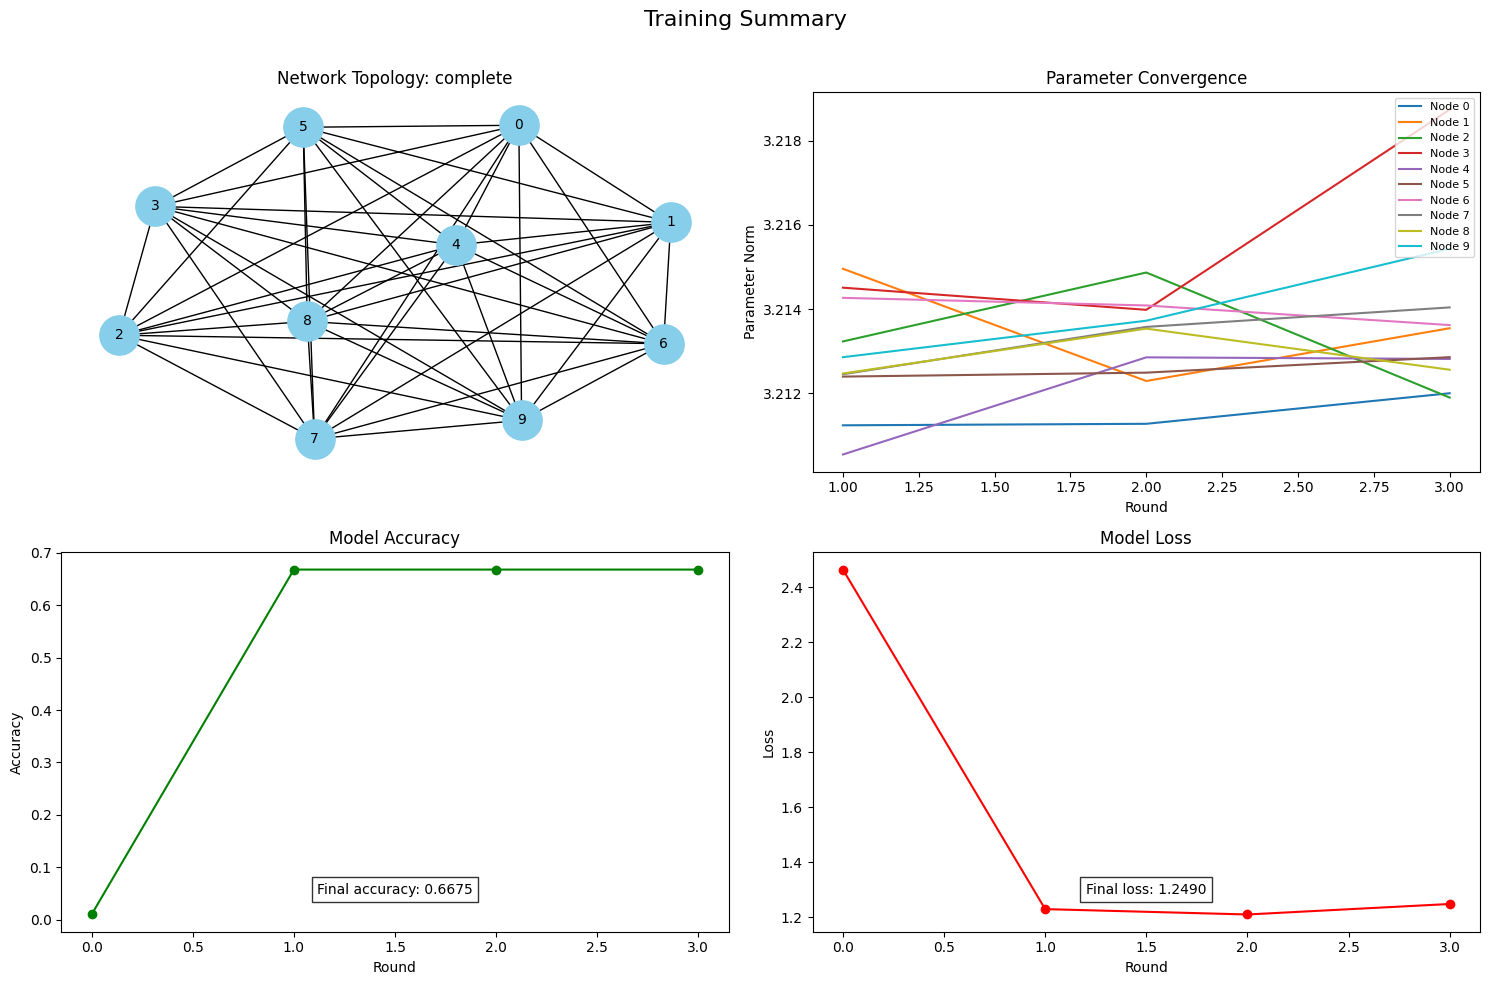 Training Summary
Network Topology: complete
5
0
3
1
4
8
2
6
9
7
Parameter Convergence
Parameter Norm
3.218
3.216
3.214
3.212
Node 0
Node 1
Node 2
Node 3
Node 4
Node 5
Node 6
Node 7
Node 8
Node 9
1.00 1.25 1.50 1.75 2.00 2.25 2.50 2.75 3.00
Round
Model Accuracy
Accuracy
0.7
0.6
0.5
0.4
0.3
0.2
0.1
0.0
Final accuracy: 0.6675
0.0 0.5 1.0 1.5 2.0 2.5 3.0
Round
Model Loss
Loss
2.4
2.2
2.0
1.8
1.6
1.4
1.2
Final loss: 1.2490
0.0 0.5 1.0 1.5 2.0 2.5 3.0
Round